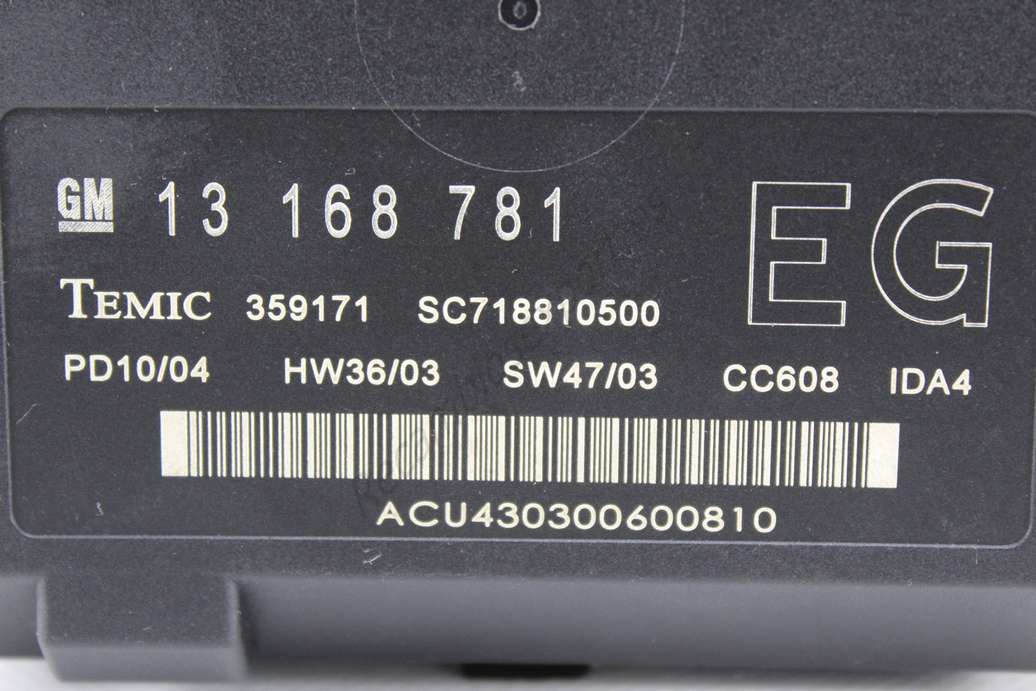 GM 13 168 781 EG
TEMIC 359171 SC718810500
PD10/04 HW36/03 SW47/03 CC608 IDA4
ACU430300600810